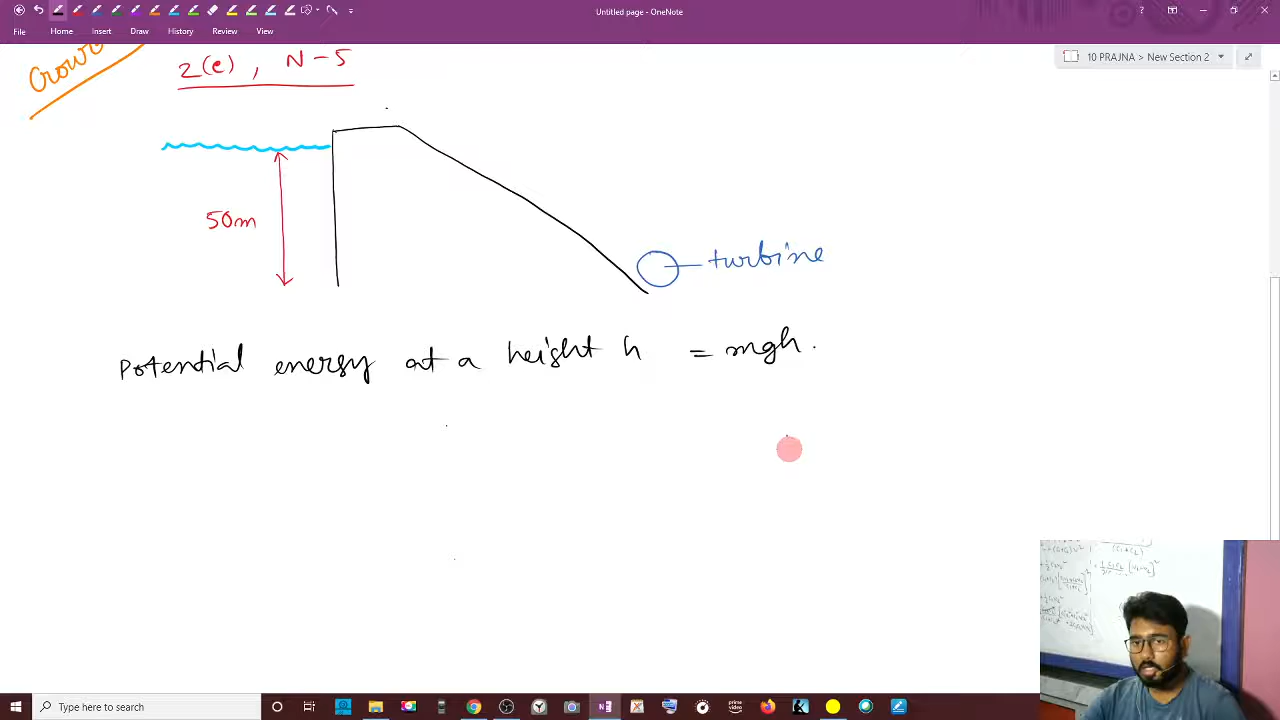 Untitled page - OneNote
File Home Insert Draw History Review View
10 PRAJNA > New Section 2
2(e), N-5
50m
turbine
Potential energy at a height h = mgh.
Type here to search